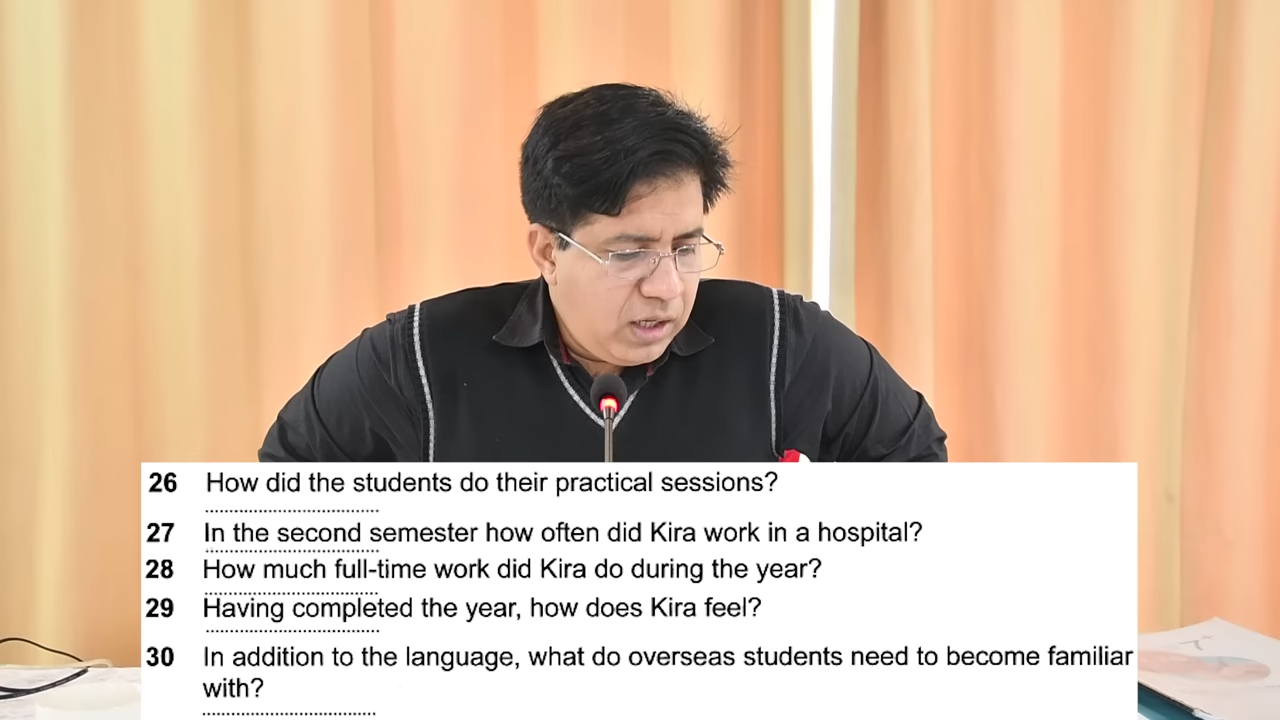 26 How did the students do their practical sessions?
................................................
27 In the second semester how often did Kira work in a hospital?
................................................
28 How much full-time work did Kira do during the year?
................................................
29 Having completed the year, how does Kira feel?
................................................
30 In addition to the language, what do overseas students need to become familiar
with?
................................................